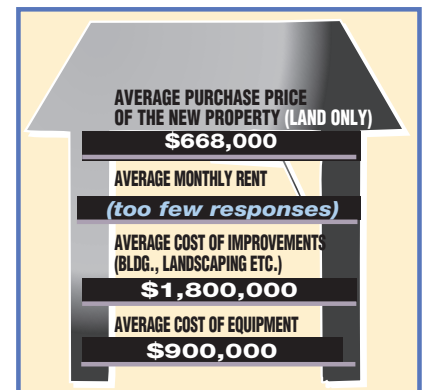 AVERAGE PURCHASE PRICE
OF THE NEW PROPERTY (LAND ONLY)
$668,000
AVERAGE MONTHLY RENT
(too few responses)
AVERAGE COST OF IMPROVEMENTS
(BLDG., LANDSCAPING ETC.)
$1,800,000
AVERAGE COST OF EQUIPMENT
$900,000